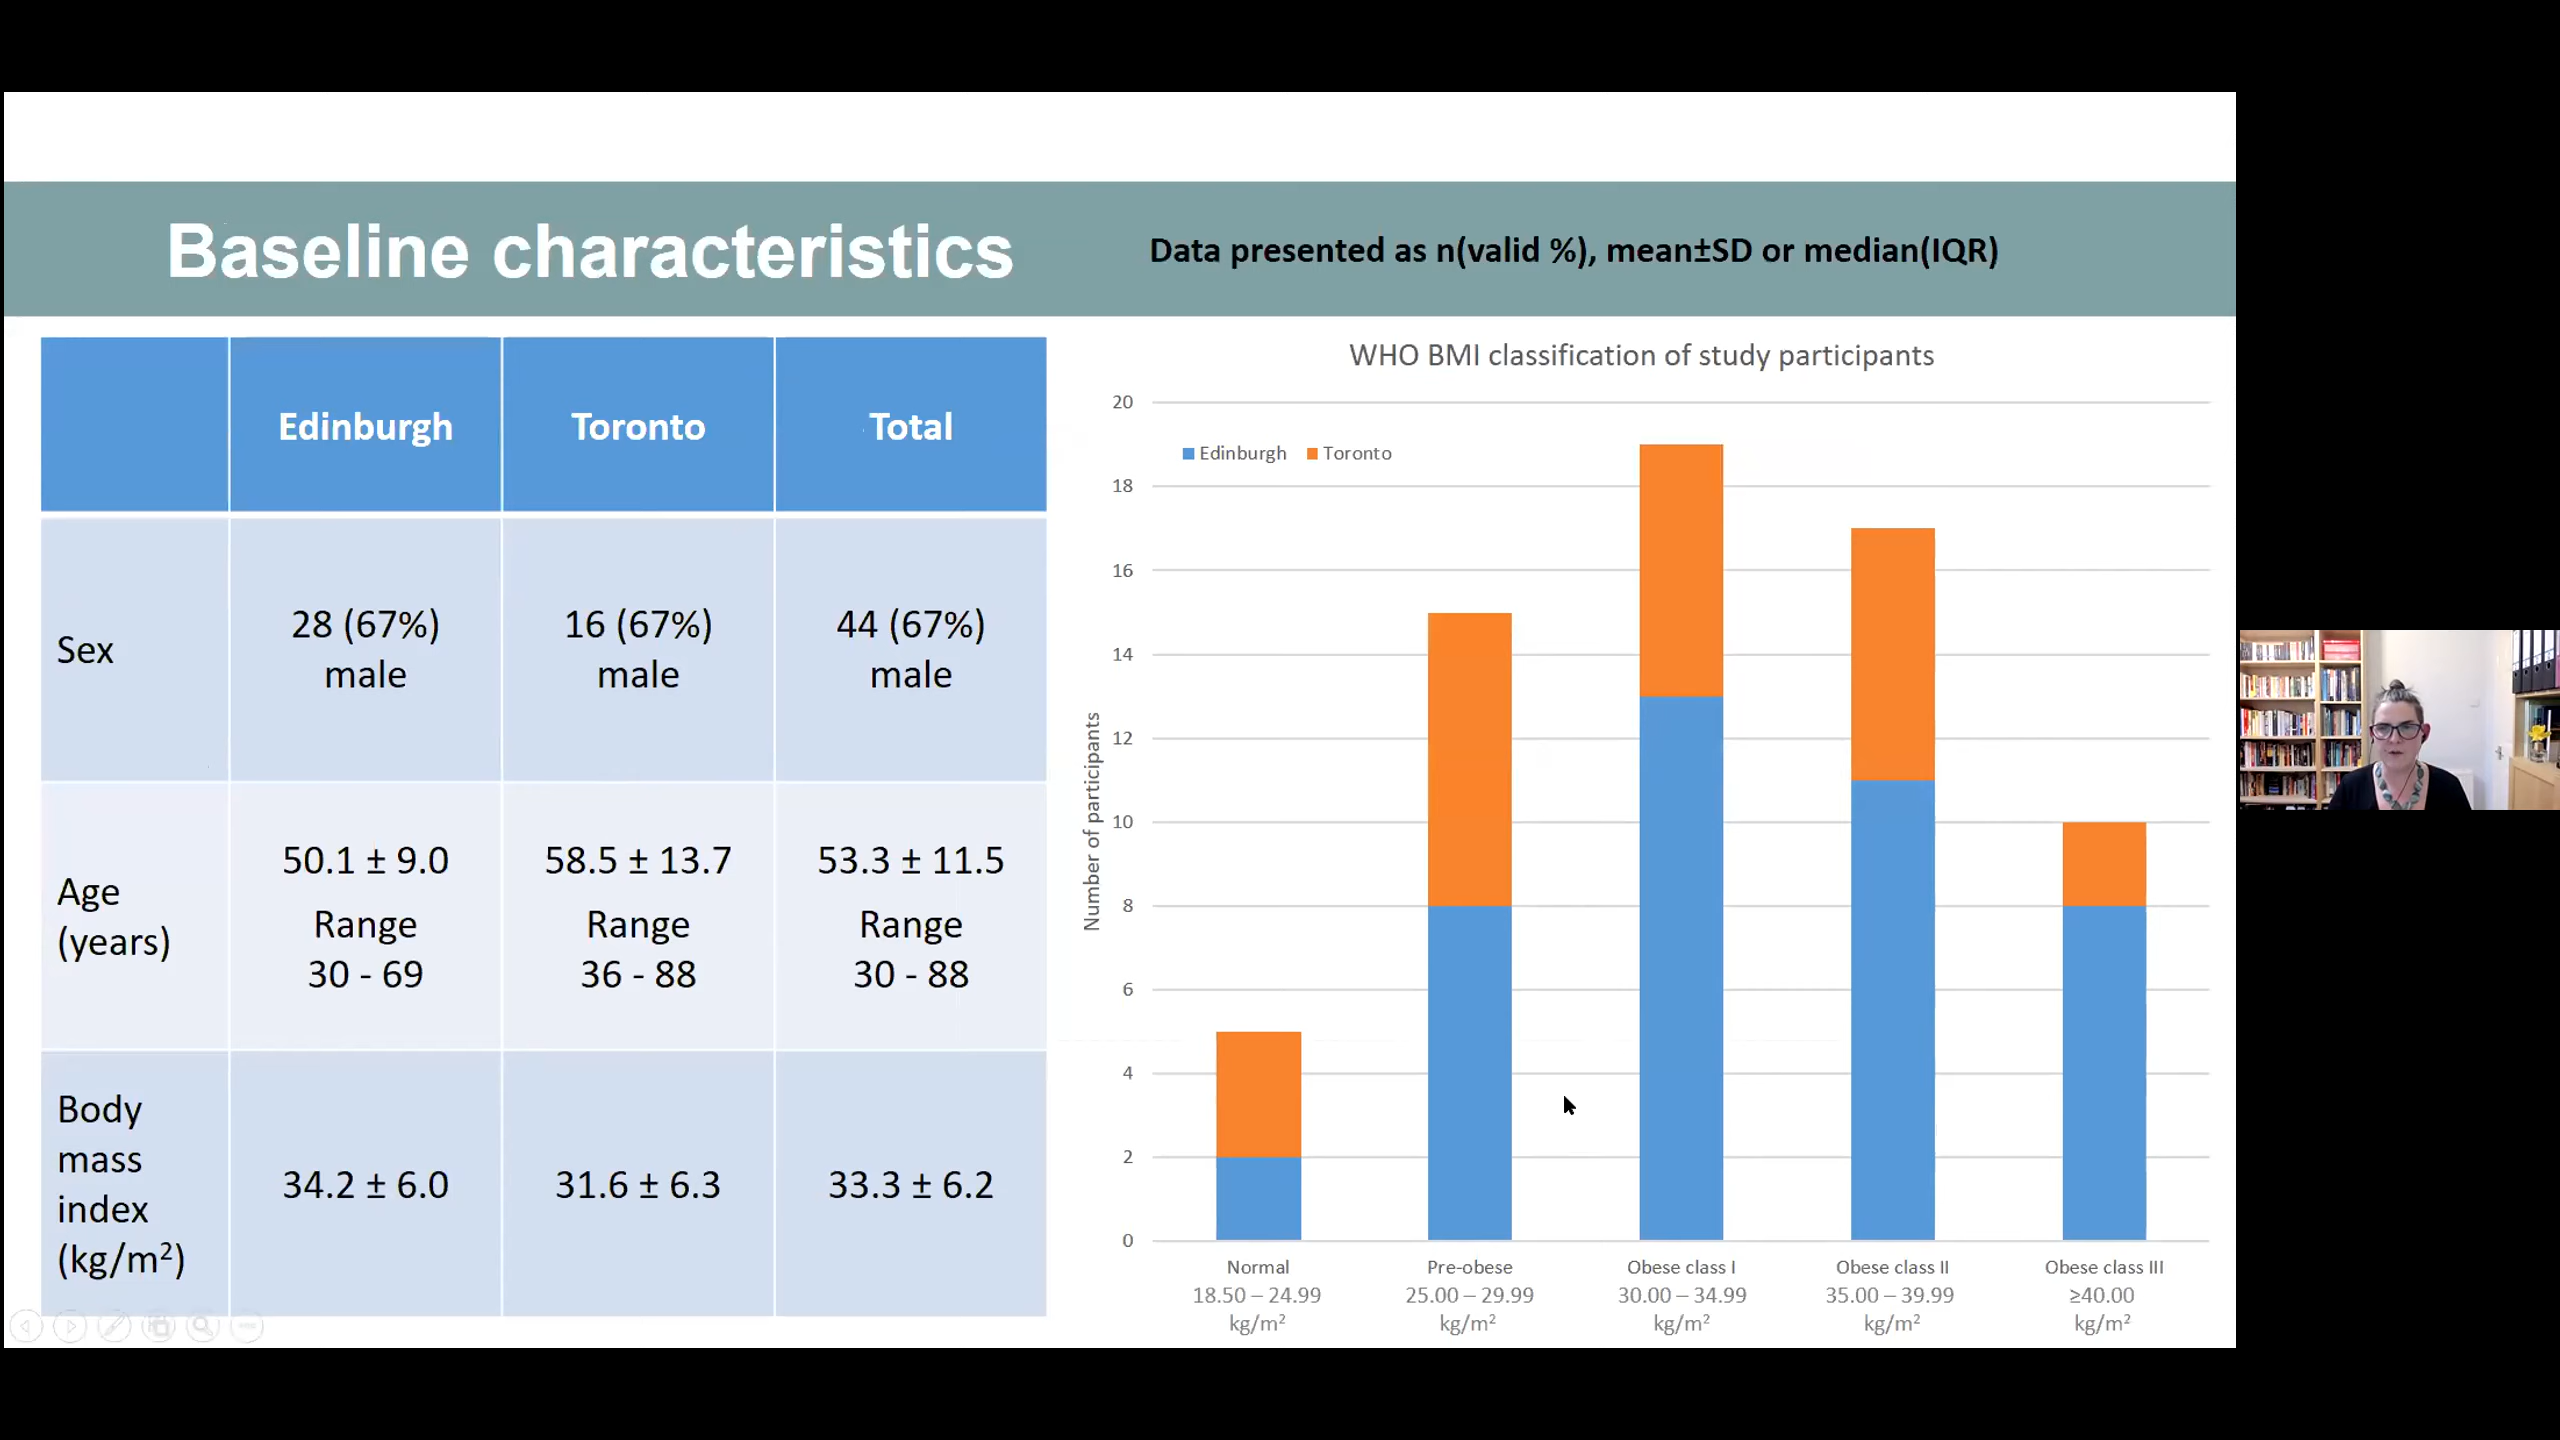 Baseline characteristics
Data presented as n(valid %), mean±SD or median(IQR)
Edinburgh
Toronto
Total
Sex
28 (67%)
male
16 (67%)
male
44 (67%)
male
Age
(years)
50.1 ± 9.0
Range
30 - 69
58.5 ± 13.7
Range
36 - 88
53.3 ± 11.5
Range
30 - 88
Body
mass
index
(kg/m²)
34.2 ± 6.0
31.6 ± 6.3
33.3 ± 6.2
WHO BMI classification of study participants
Edinburgh
Toronto
Number of participants
20
18
16
14
12
10
8
6
4
2
0
Normal
18.50 – 24.99
kg/m²
Pre-obese
25.00 – 29.99
kg/m²
Obese class I
30.00 – 34.99
kg/m²
Obese class II
35.00 – 39.99
kg/m²
Obese class III
≥40.00
kg/m²